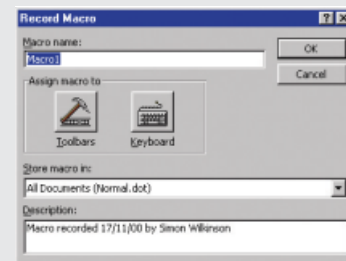 Record Macro
Macro name:
OK
Macro1
Cancel
Assign macro to
Toolbars
Keyboard
Store macro in:
All Documents (Normal.dot)
Description:
Macro recorded 17/11/00 by Simon Wilkinson